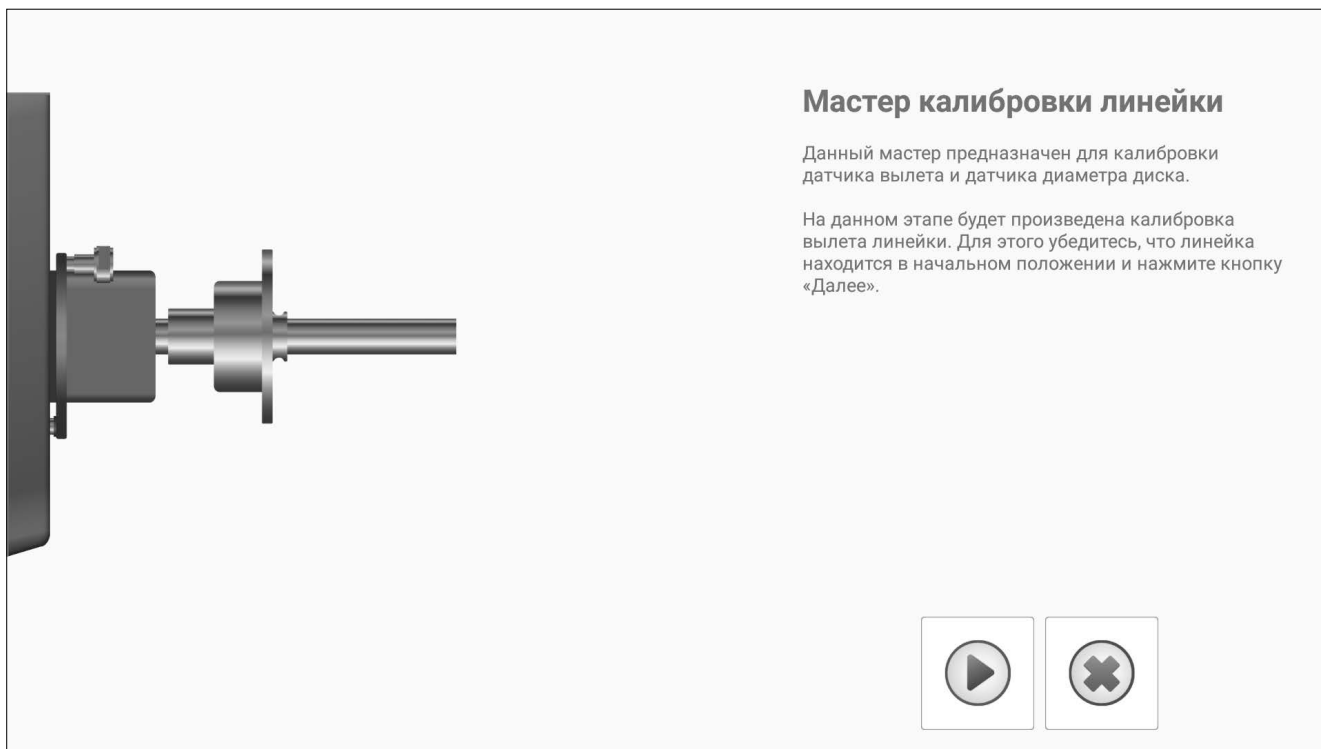 Мастер калибровки линейки
Данный мастер предназначен для калибровки
датчика вылета и датчика диаметра диска.
На данном этапе будет произведена калибровка
вылета линейки. Для этого убедитесь, что линейка
находится в начальном положении и нажмите кнопку
«Далее».